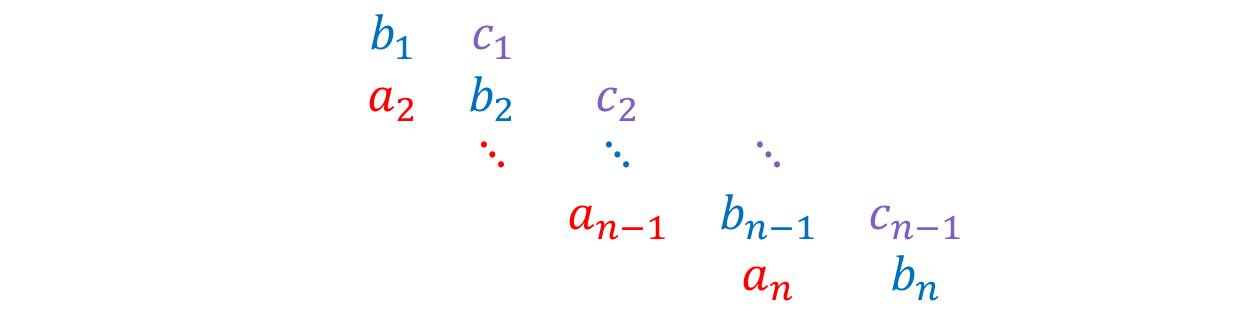 b₁ c₁
a₂ b₂ c₂
⋱ ⋱ ⋱
aₙ₋₁ bₙ₋₁ cₙ₋₁
aₙ bₙ